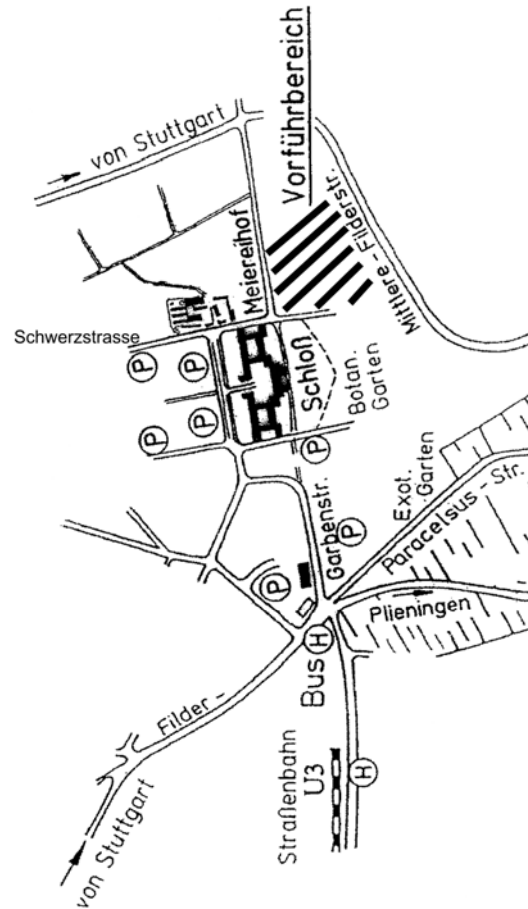 von Stuttgart
Vorführbereich
Meiereihof
Mittlere-Filderstr.
Schwerzstrasse
P
P
P
P
Schloß
Botan.
Garten
P
Garbenstr.
P
Exot.
Garten
P
Paracelsus-Str.
Plieningen
H
Bus
Filder-
Straßenbahn
U3
H
von Stuttgart